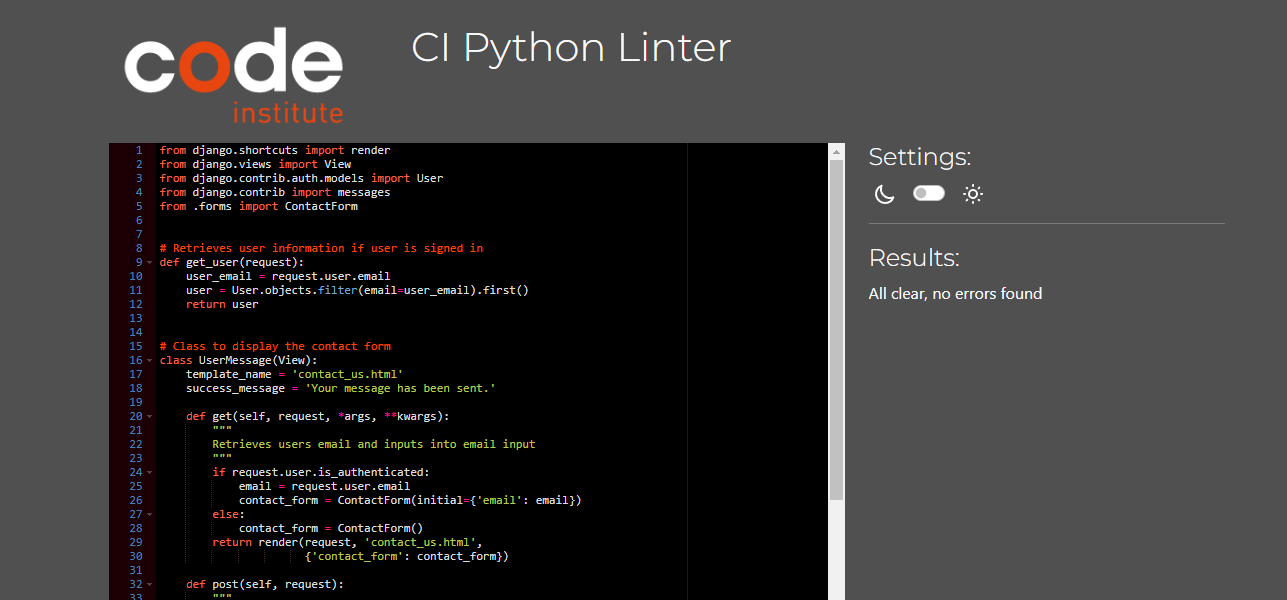 code
institute
CI Python Linter
1 from django.shortcuts import render
2 from django.views import View
3 from django.contrib.auth.models import User
4 from django.contrib import messages
5 from .forms import ContactForm
6
7
8 # Retrieves user information if user is signed in
9 def get_user(request):
10     user_email = request.user.email
11     user = User.objects.filter(email=user_email).first()
12     return user
13
14
15 # Class to display the contact form
16 class UserMessage(View):
17     template_name = 'contact_us.html'
18     success_message = 'Your message has been sent.'
19
20     def get(self, request, *args, **kwargs):
21         """
22         Retrieves users email and inputs into email input
23         """
24         if request.user.is_authenticated:
25             email = request.user.email
26             contact_form = ContactForm(initial={'email': email})
27         else:
28             contact_form = ContactForm()
29         return render(request, 'contact_us.html',
30                       {'contact_form': contact_form})
31
32     def post(self, request):
33         """
Settings:
Results:
All clear, no errors found